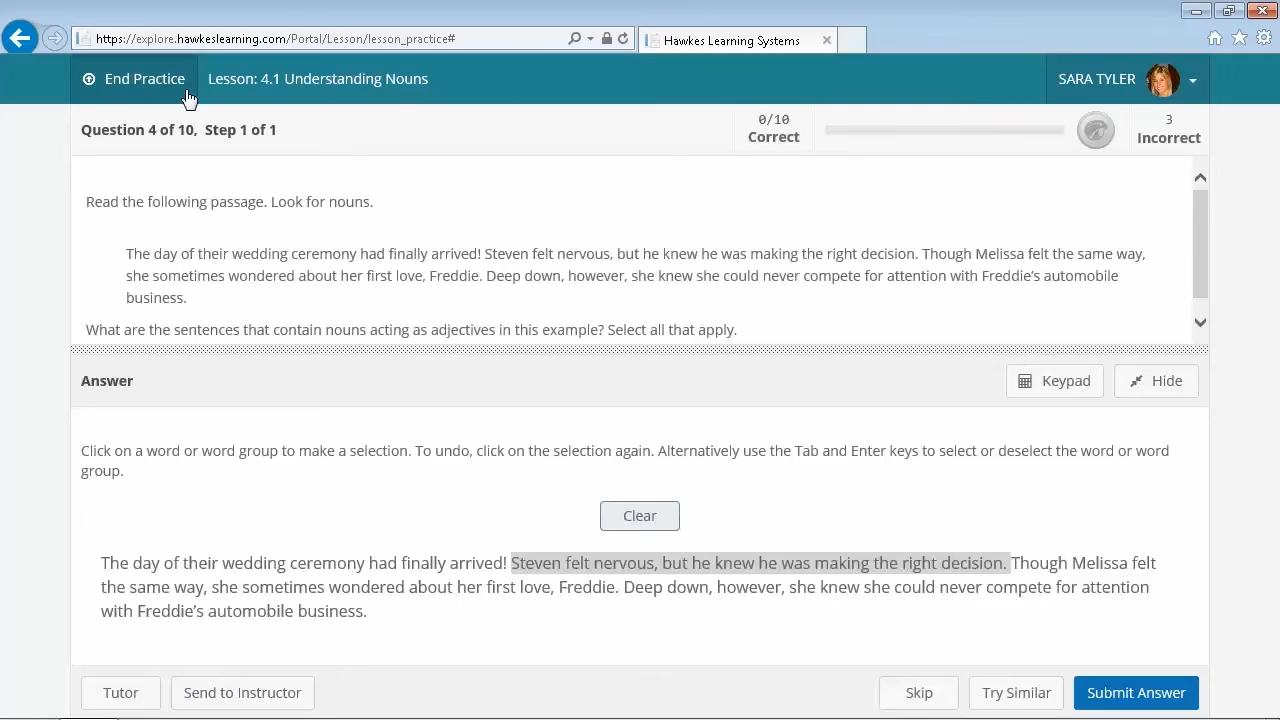 https://explore.hawkeslearning.com/Portal/Lesson/lesson_practice#
Hawkes Learning Systems
End Practice
Lesson: 4.1 Understanding Nouns
SARA TYLER
Question 4 of 10, Step 1 of 1
0/10
Correct
3
Incorrect
Read the following passage. Look for nouns.
The day of their wedding ceremony had finally arrived! Steven felt nervous, but he knew he was making the right decision. Though Melissa felt the same way,
she sometimes wondered about her first love, Freddie. Deep down, however, she knew she could never compete for attention with Freddie's automobile
business.
What are the sentences that contain nouns acting as adjectives in this example? Select all that apply.
Answer
Keypad
Hide
Click on a word or word group to make a selection. To undo, click on the selection again. Alternatively use the Tab and Enter keys to select or deselect the word or word
group.
Clear
The day of their wedding ceremony had finally arrived! Steven felt nervous, but he knew he was making the right decision. Though Melissa felt
the same way, she sometimes wondered about her first love, Freddie. Deep down, however, she knew she could never compete for attention
with Freddie's automobile business.
Tutor
Send to Instructor
Skip
Try Similar
Submit Answer